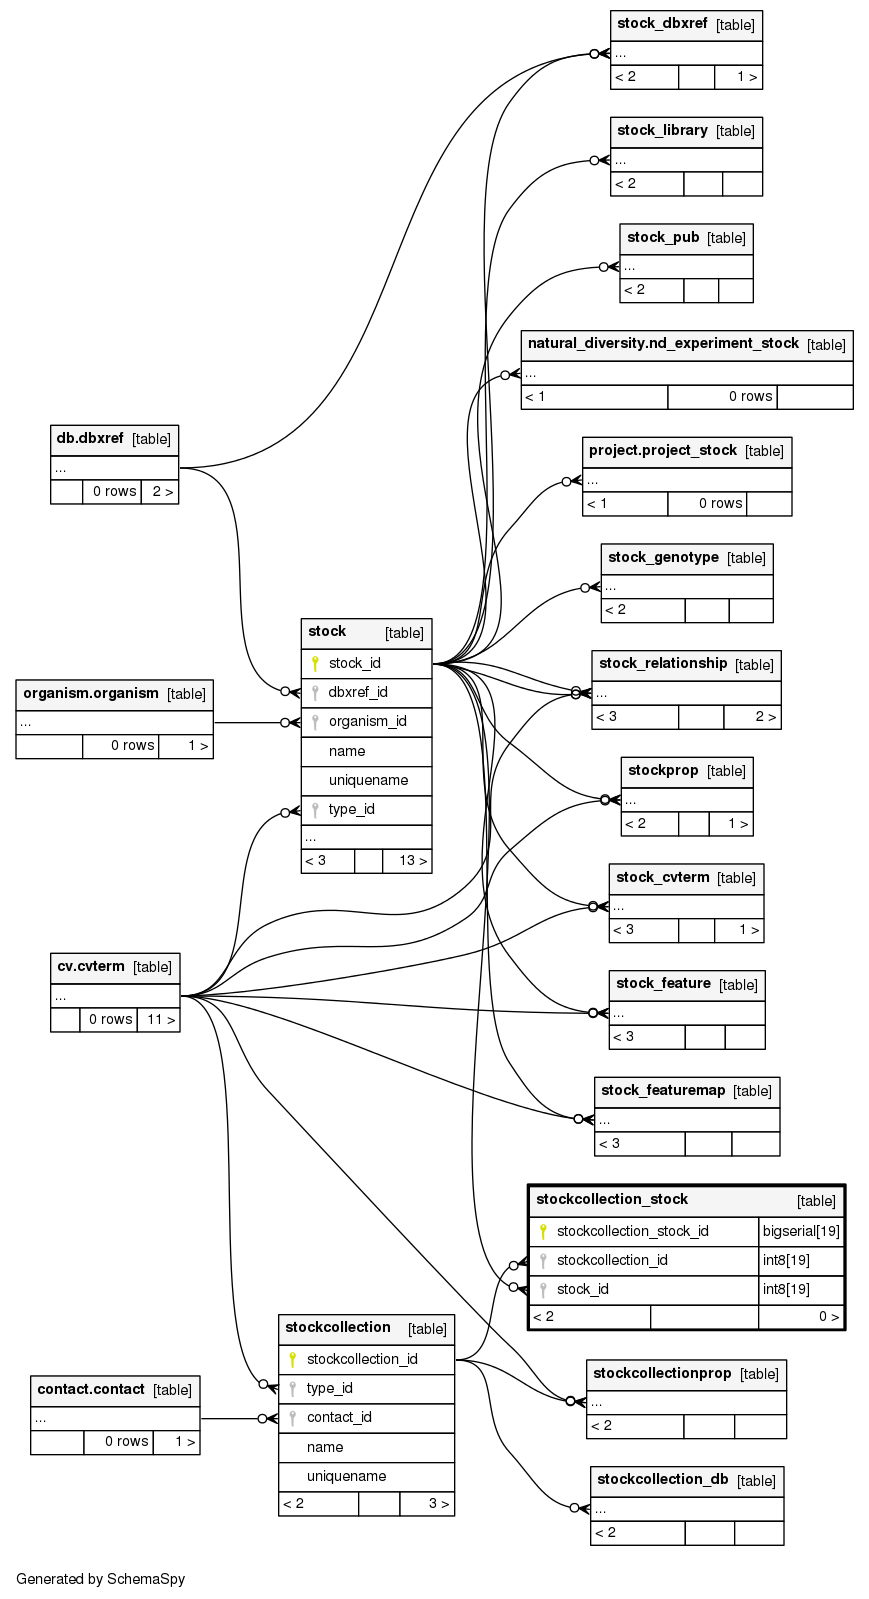 stock_dbxref [table]
...
< 2 1 >
stock_library [table]
...
< 2
stock_pub [table]
...
< 2
natural_diversity.nd_experiment_stock [table]
...
< 1 0 rows
db.dbxref [table]
...
0 rows 2 >
project.project_stock [table]
...
< 1 0 rows
stock_genotype [table]
...
< 2
stock [table]
stock_id
dbxref_id
organism_id
name
uniquename
type_id
...
< 3 13 >
organism.organism [table]
...
0 rows 1 >
stock_relationship [table]
...
< 3 2 >
stockprop [table]
...
< 2 1 >
stock_cvterm [table]
...
< 3 1 >
cv.cvterm [table]
...
0 rows 11 >
stock_feature [table]
...
< 3
stock_featuremap [table]
...
< 3
stockcollection_stock [table]
stockcollection_stock_id bigserial[19]
stockcollection_id int8[19]
stock_id int8[19]
< 2 0 >
stockcollection [table]
stockcollection_id
type_id
contact_id
name
uniquename
< 2 3 >
contact.contact [table]
...
0 rows 1 >
stockcollectionprop [table]
...
< 2
stockcollection_db [table]
...
< 2
Generated by SchemaSpy